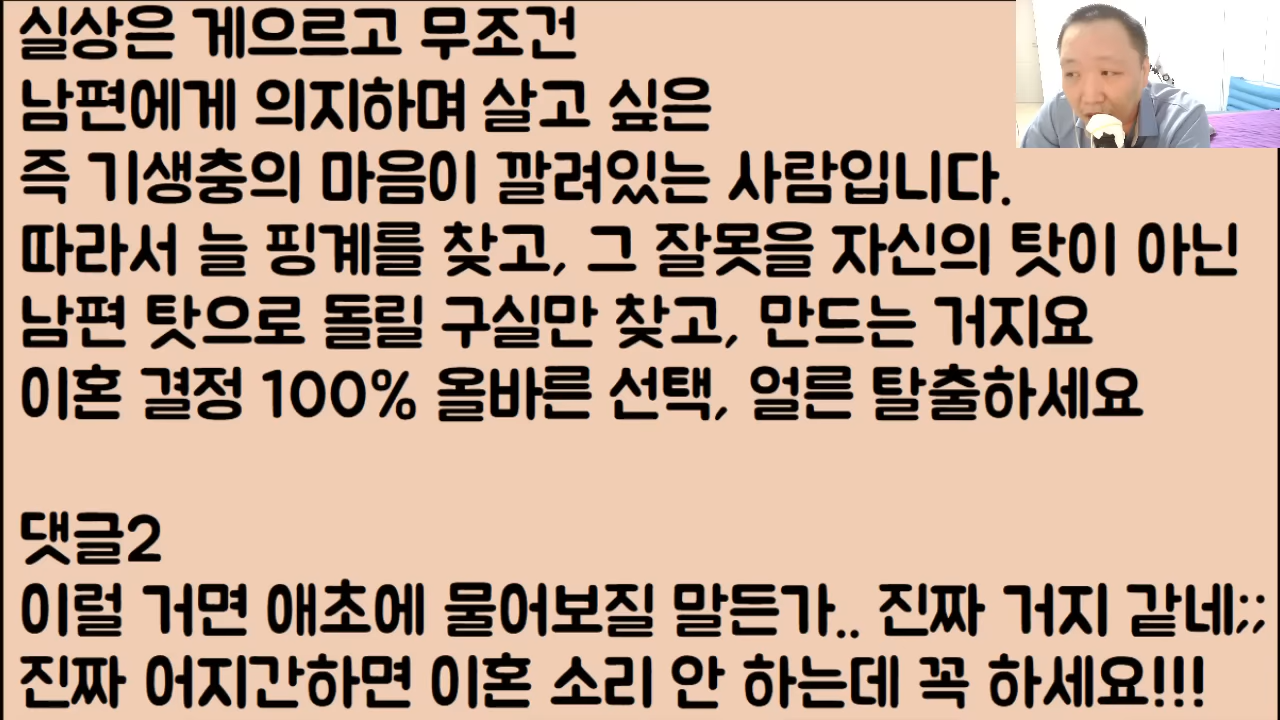 실상은 게으르고 무조건
남편에게 의지하며 살고 싶은
즉 기생충의 마음이 깔려있는 사람입니다.
따라서 늘 핑계를 찾고, 그 잘못을 자신의 탓이 아닌
남편 탓으로 돌릴 구실만 찾고, 만드는 거지요
이혼 결정 100% 올바른 선택, 얼른 탈출하세요
댓글2
이럴 거면 애초에 물어보질 말든가.. 진짜 거지 같네;;
진짜 어지간하면 이혼 소리 안 하는데 꼭 하세요!!!